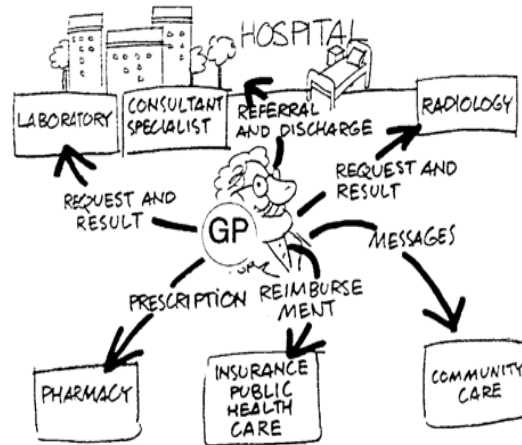 HOSPITAL
LABORATORY
CONSULTANT
SPECIALIST
REFERRAL
AND DISCHARGE
RADIOLOGY
REQUEST AND
RESULT
REQUEST AND
RESULT
GP
MESSAGES
PRESCRIPTION
REIMBURSE
MENT
PHARMACY
INSURANCE
PUBLIC
HEALTH
CARE
COMMUNITY
CARE